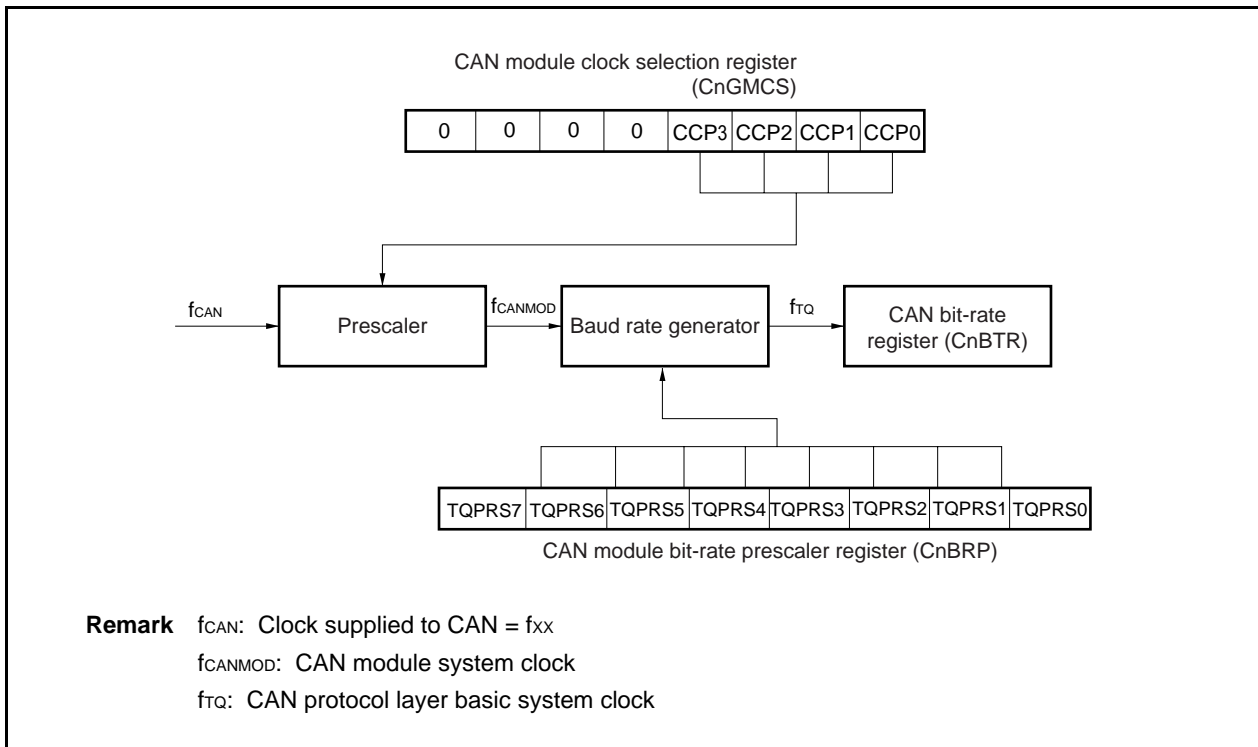 CAN module clock selection register
(CnGMCS)
0 0 0 0 CCP3 CCP2 CCP1 CCP0
fCAN
Prescaler
fCANMOD
Baud rate generator
fTQ
CAN bit-rate
register (CnBTR)
TQPRS7 TQPRS6 TQPRS5 TQPRS4 TQPRS3 TQPRS2 TQPRS1 TQPRS0
CAN module bit-rate prescaler register (CnBRP)
Remark fCAN: Clock supplied to CAN = fXX
fCANMOD: CAN module system clock
fTQ: CAN protocol layer basic system clock